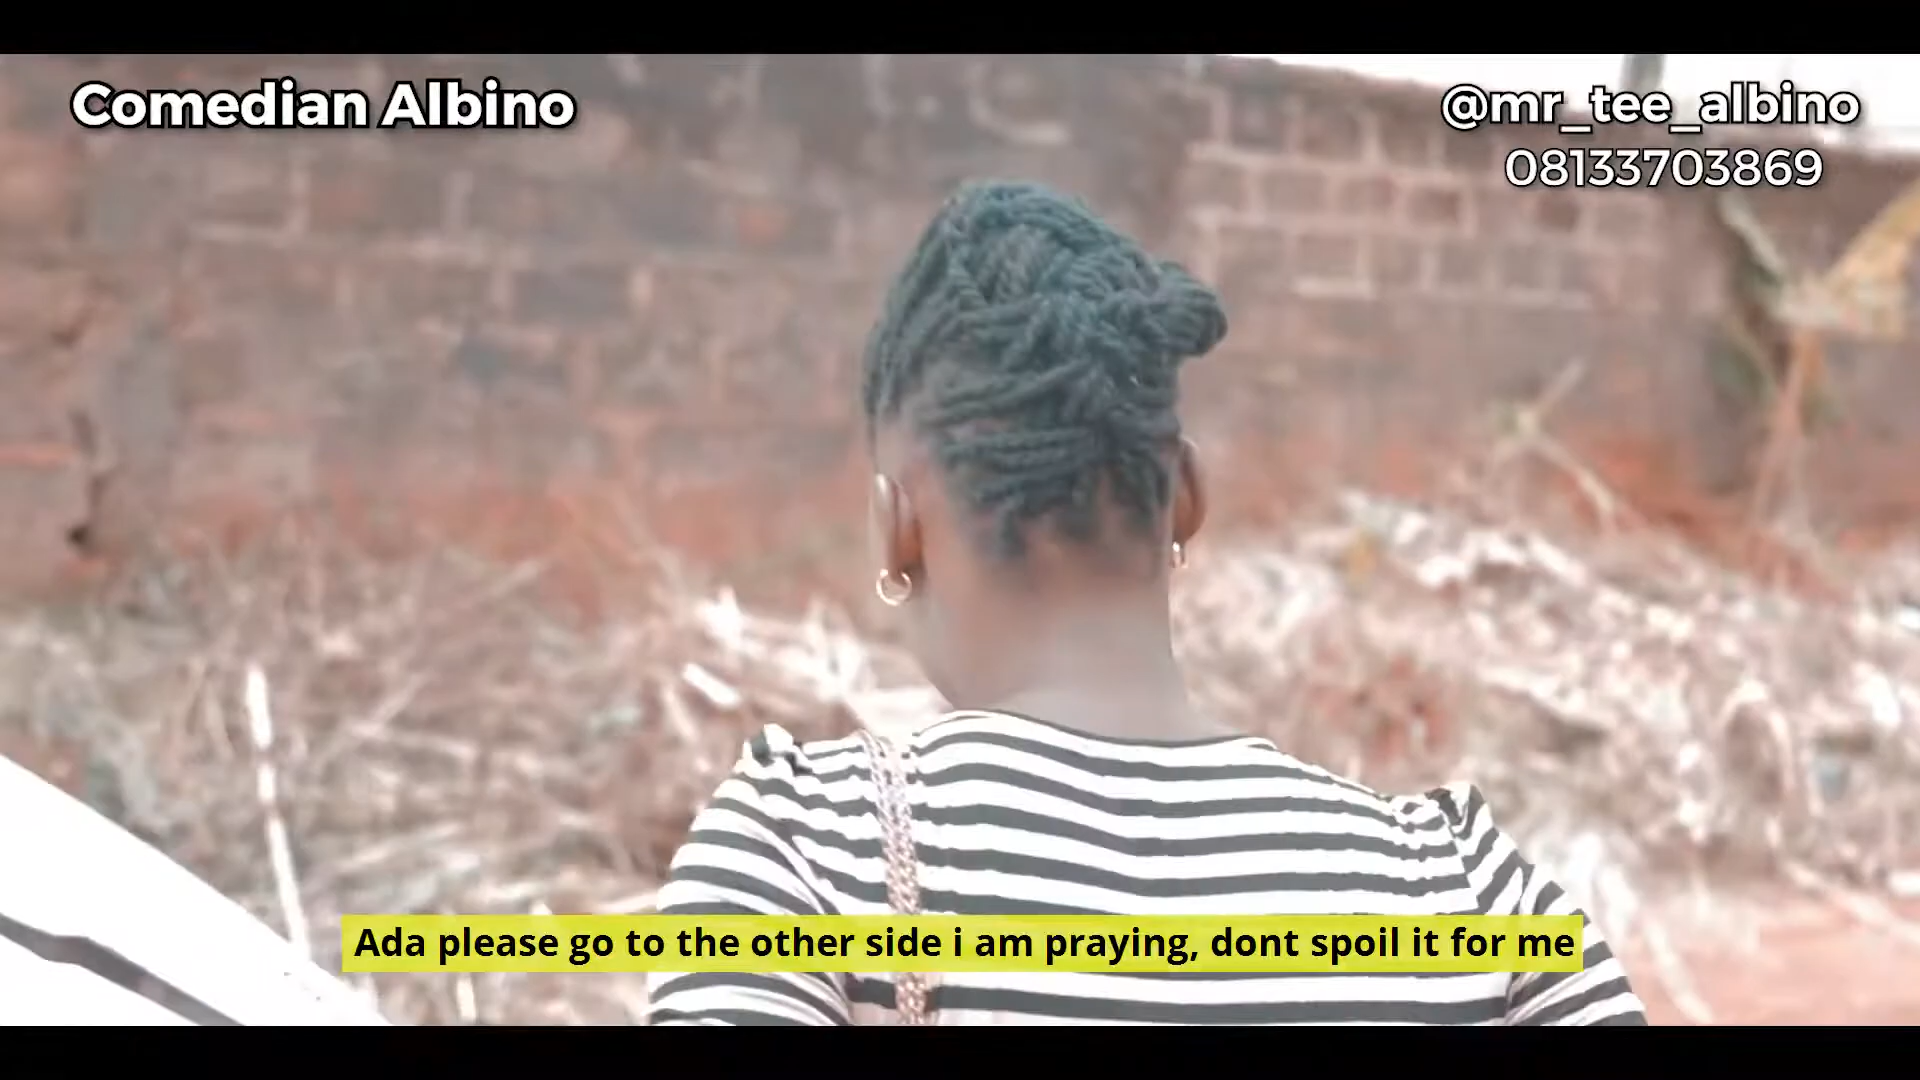 Comedian Albino
@mr_tee_albino
08133703869
Ada please go to the other side i am praying, dont spoil it for me